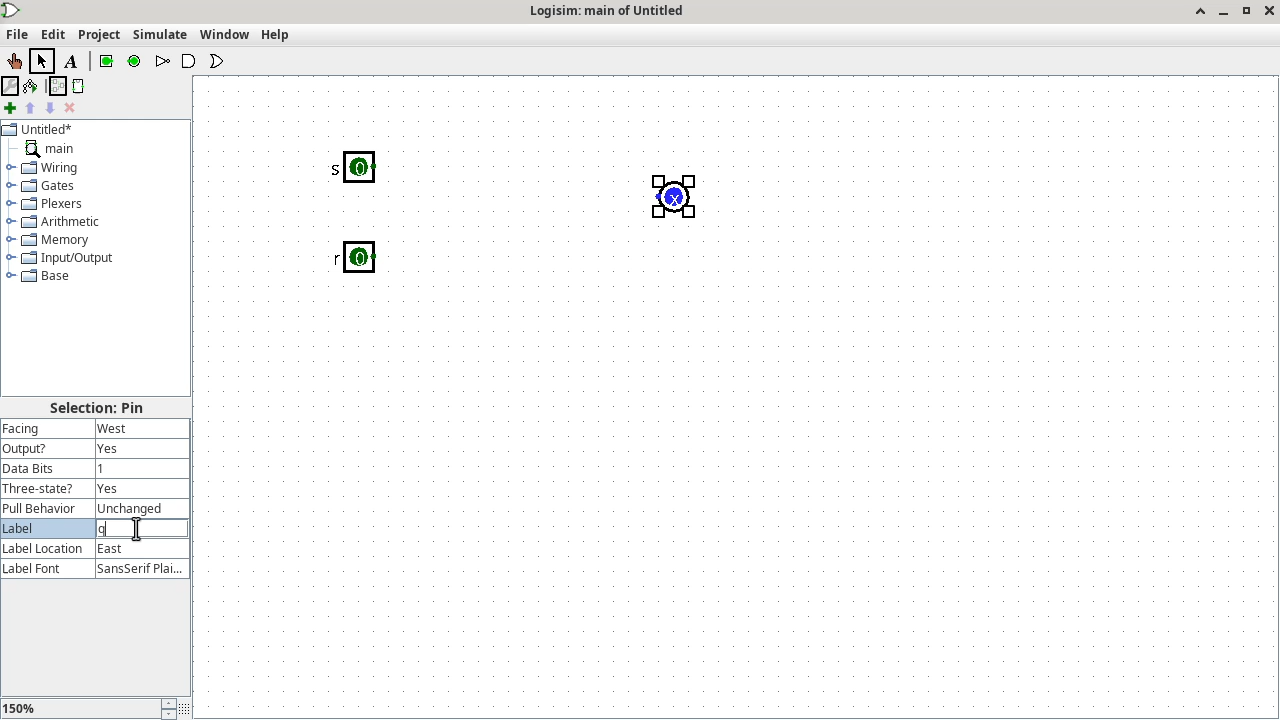 Logisim: main of Untitled
File Edit Project Simulate Window Help
A
Untitled*
main
Wiring
Gates
Plexers
Arithmetic
Memory
Input/Output
Base
s 0
x
r 0
Selection: Pin
Facing West
Output? Yes
Data Bits 1
Three-state? Yes
Pull Behavior Unchanged
Label q
Label Location East
Label Font SansSerif Plai...
150%